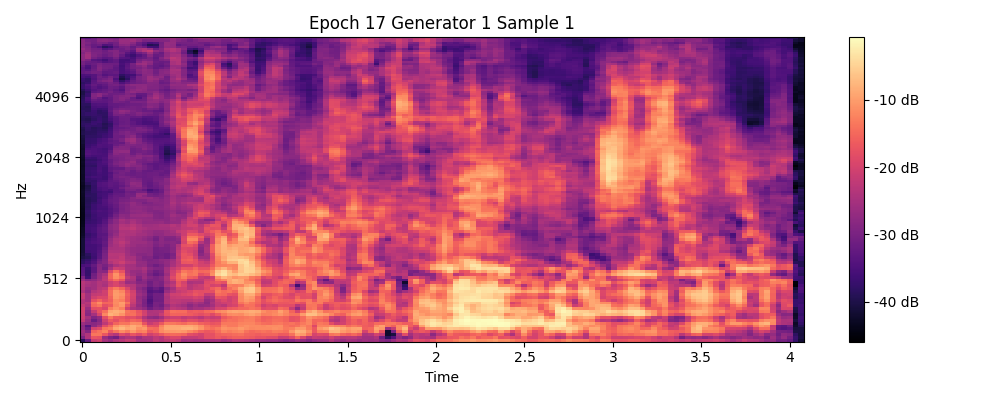 Epoch 17 Generator 1 Sample 1
Hz
4096
2048
1024
512
0
0 0.5 1 1.5 2 2.5 3 3.5 4
Time
-10 dB
-20 dB
-30 dB
-40 dB